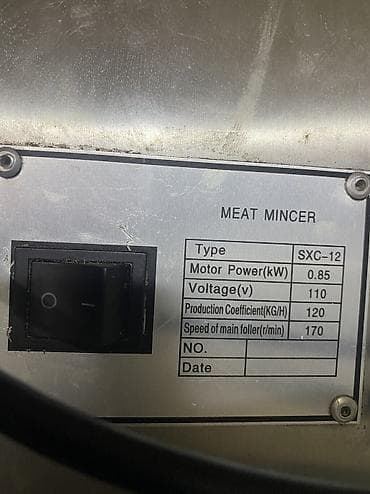 MEAT MINCER
Type SXC-12
Motor Power(kW) 0.85
Voltage(v) 110
Production Coefficient(KG/H) 120
Speed of main foller(r/min) 170
NO.
Date